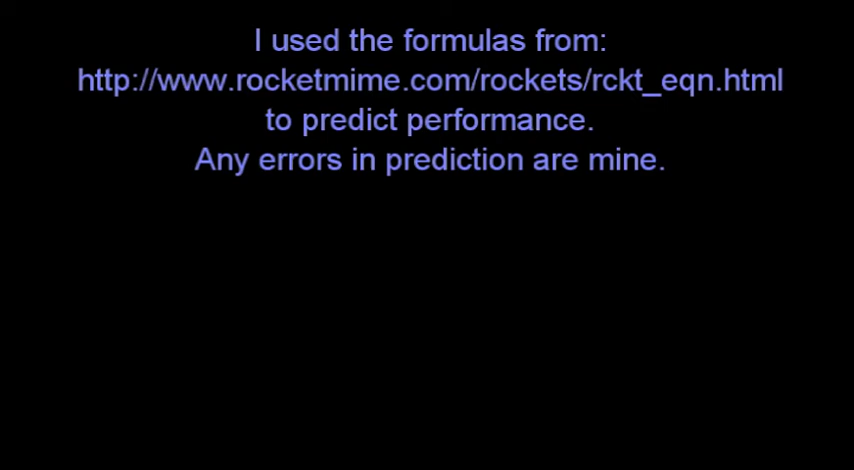 I used the formulas from:
http://www.rocketmime.com/rockets/rckt_eqn.html
to predict performance.
Any errors in prediction are mine.